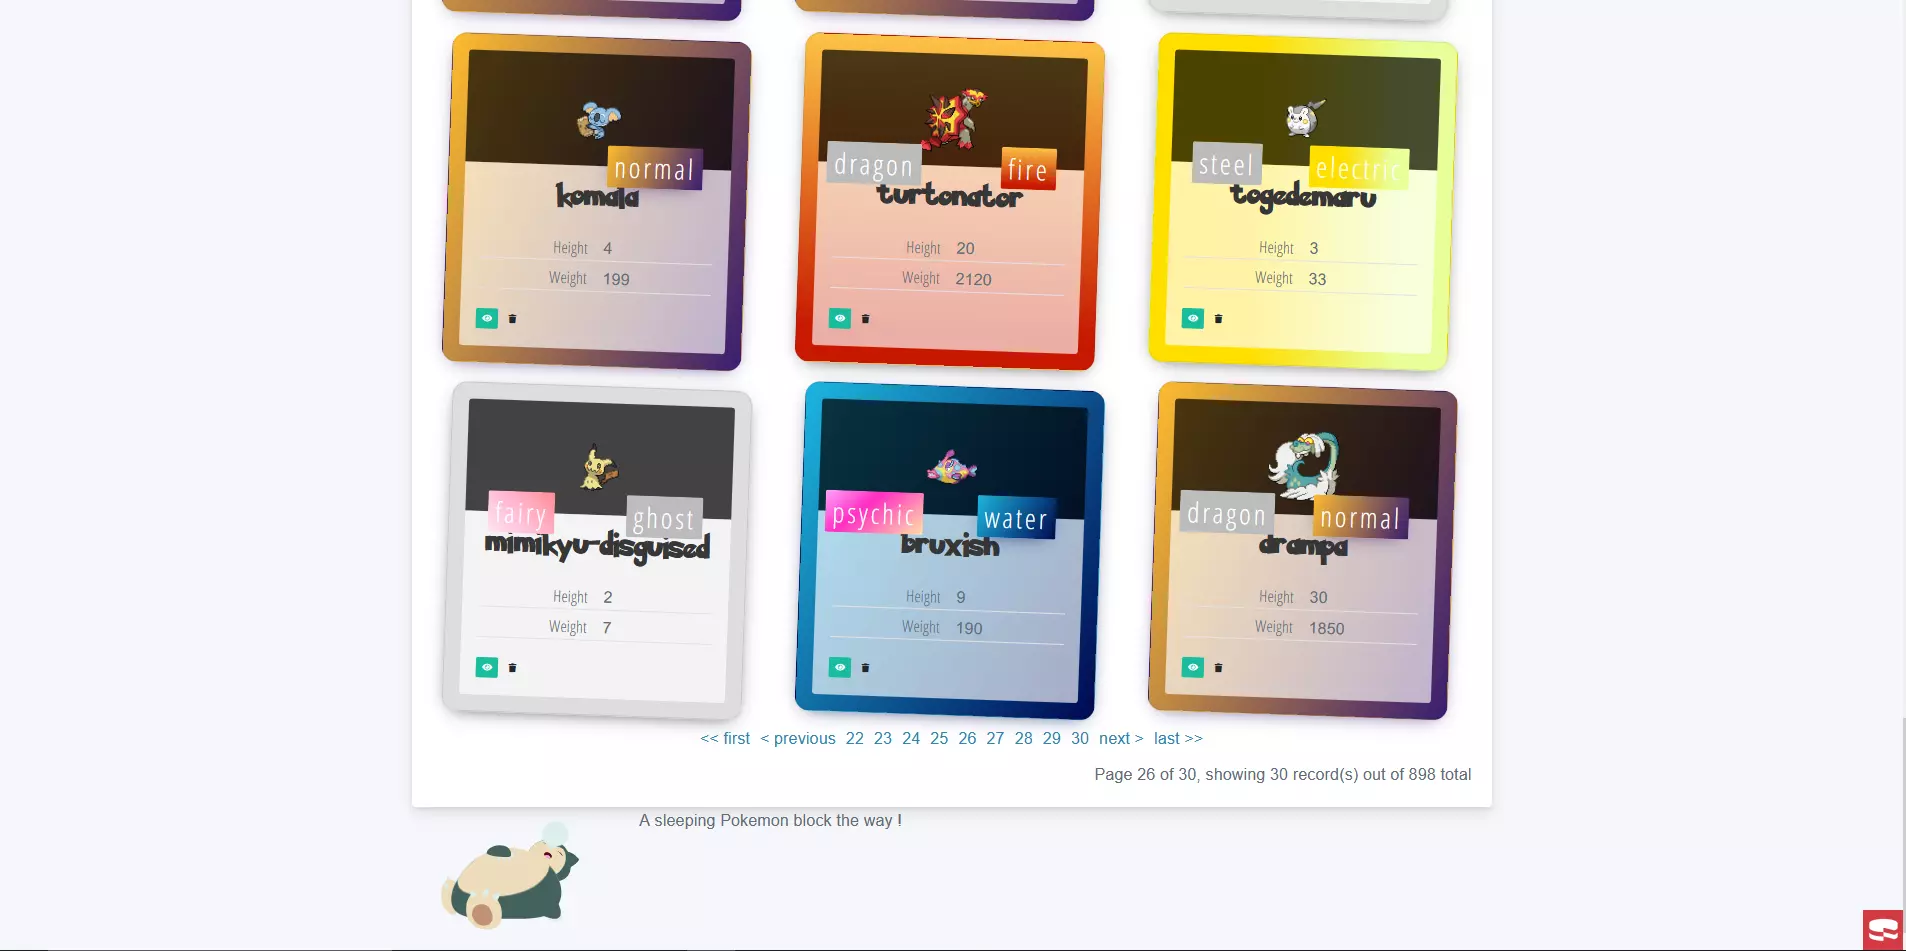 normal
komala
Height 4
Weight 199
dragon fire
turtonator
Height 20
Weight 2120
steel electric
togedemaru
Height 3
Weight 33
fairy ghost
mimikyu-disguised
Height 2
Weight 7
psychic water
bruxish
Height 9
Weight 190
dragon normal
drampa
Height 30
Weight 1850
<< first < previous 22 23 24 25 26 27 28 29 30 next > last >>
Page 26 of 30, showing 30 record(s) out of 898 total
A sleeping Pokemon block the way !